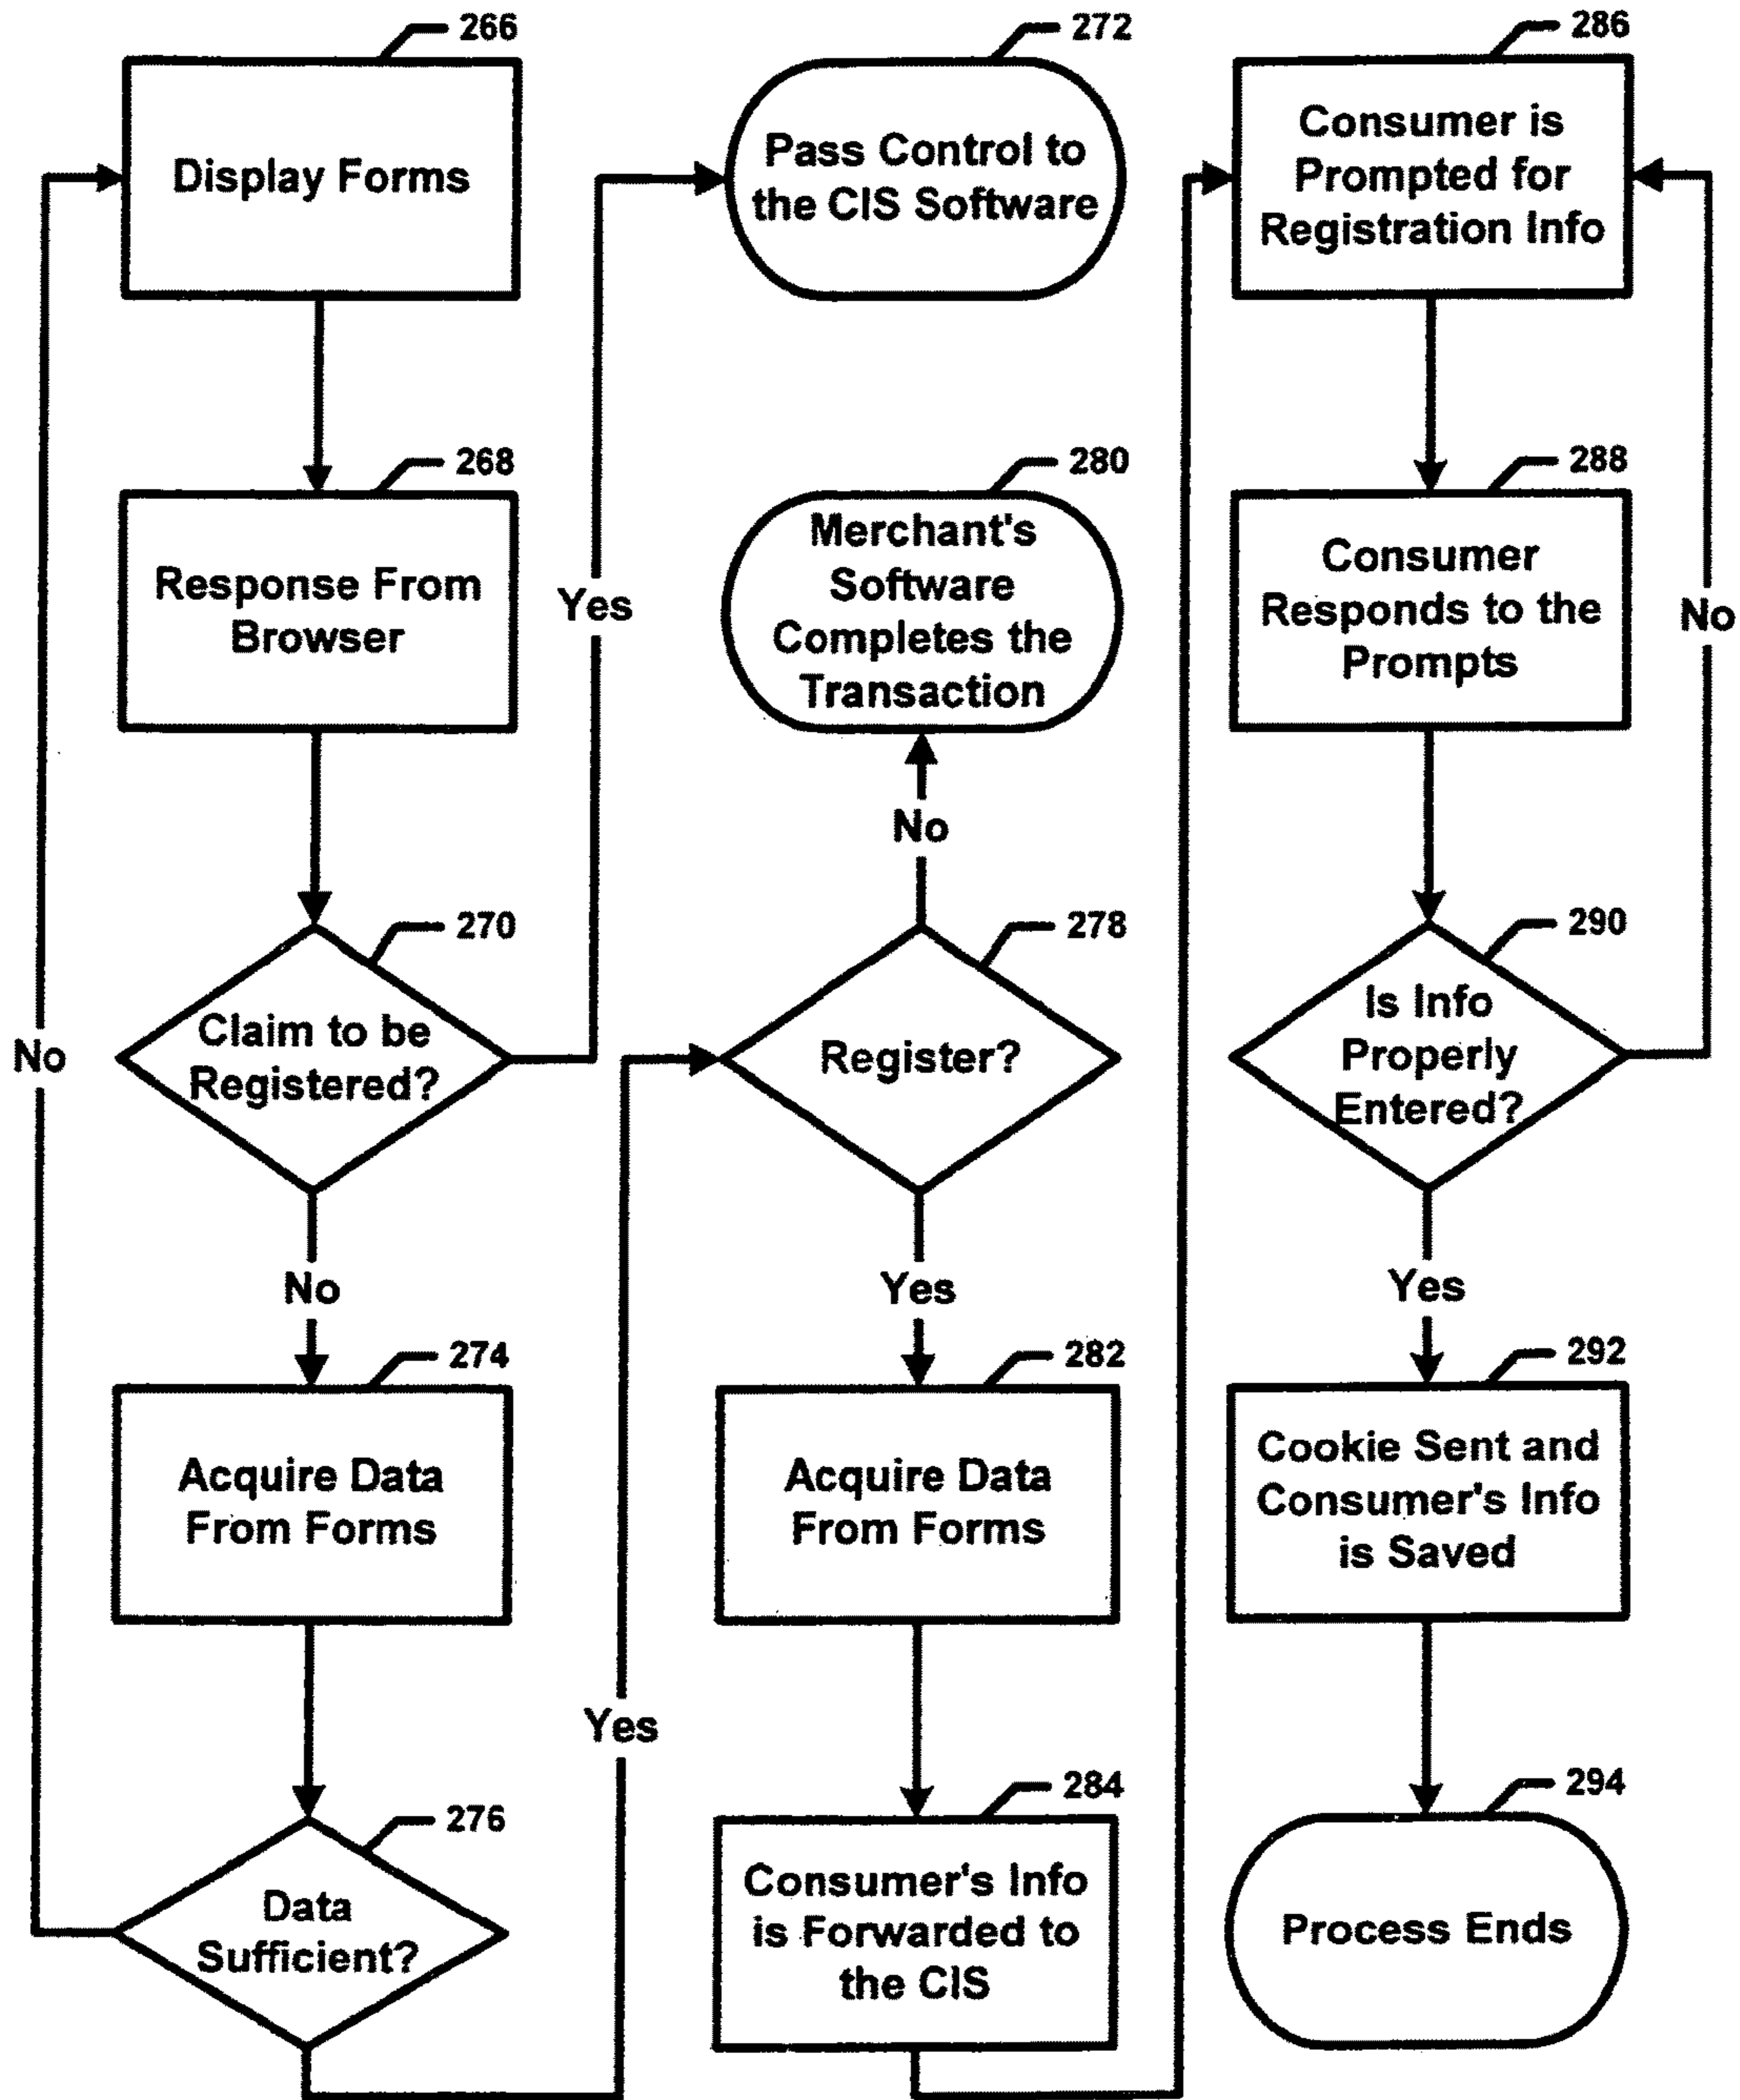 266
Display Forms
268
Response From
Browser
270
Claim to be
Registered?
No
No
274
Acquire Data
From Forms
276
Data
Sufficient?
Yes
Yes
272
Pass Control to
the CIS Software
280
Merchant's
Software
Completes the
Transaction
No
278
Register?
Yes
282
Acquire Data
From Forms
284
Consumer's Info
is Forwarded to
the CIS
286
Consumer is
Prompted for
Registration Info
288
Consumer
Responds to the
Prompts
No
290
Is Info
Properly
Entered?
Yes
292
Cookie Sent and
Consumer's Info
is Saved
294
Process Ends